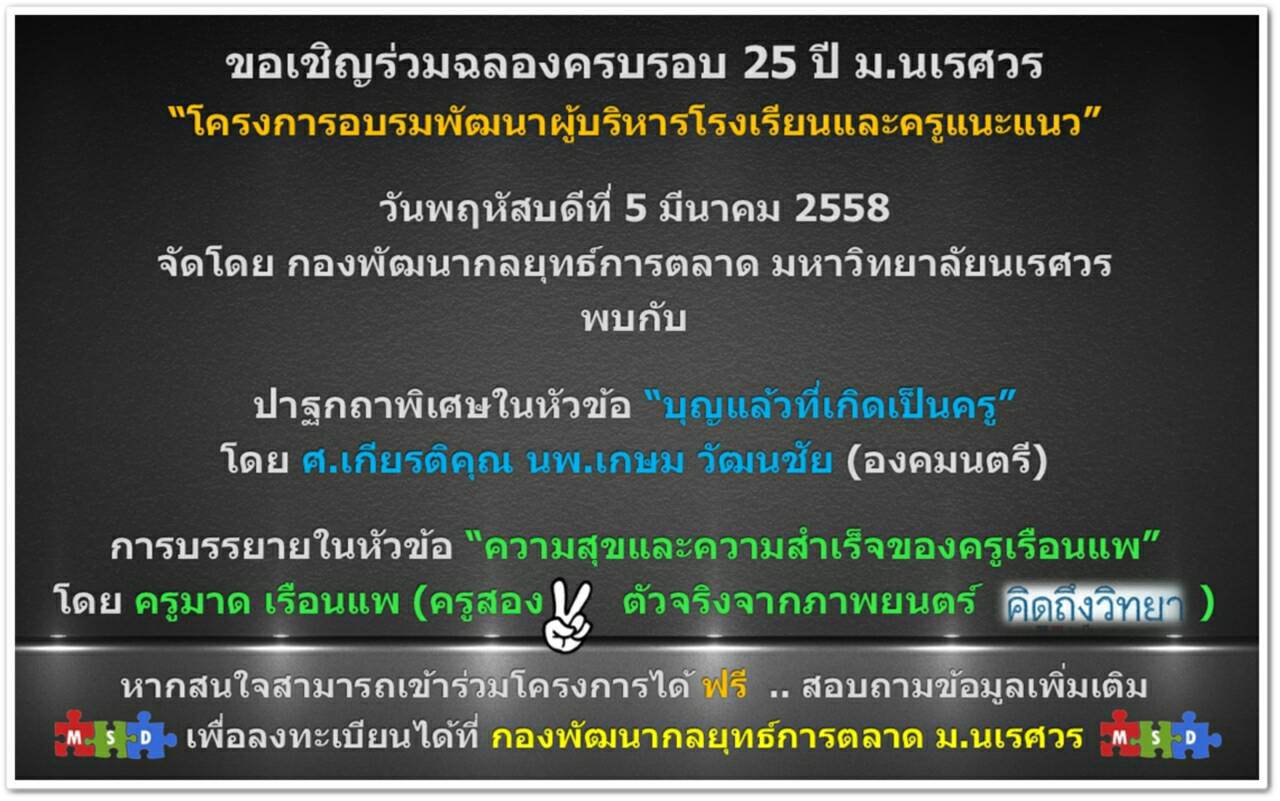 ขอเชิญร่วมฉลองครบรอบ 25 ปี ม.นเรศวร
“โครงการอบรมพัฒนาผู้บริหารโรงเรียนและครูแนะแนว”
วันพฤหัสบดีที่ 5 มีนาคม 2558
จัดโดย กองพัฒนากลยุทธ์การตลาด มหาวิทยาลัยนเรศวร
พบกับ
ปาฐกถาพิเศษในหัวข้อ “บุญแล้วที่เกิดเป็นครู”
โดย ศ.เกียรติคุณ นพ.เกษม วัฒนชัย (องคมนตรี)
การบรรยายในหัวข้อ “ความสุขและความสำเร็จของครูเรือนแพ”
โดย ครูมาด เรือนแพ (ครูสอง ตัวจริงจากภาพยนตร์ คิดถึงวิทยา )
หากสนใจสามารถเข้าร่วมโครงการได้ ฟรี .. สอบถามข้อมูลเพิ่มเติม
MSD เพื่อลงทะเบียนได้ที่ กองพัฒนากลยุทธ์การตลาด ม.นเรศวร MSD